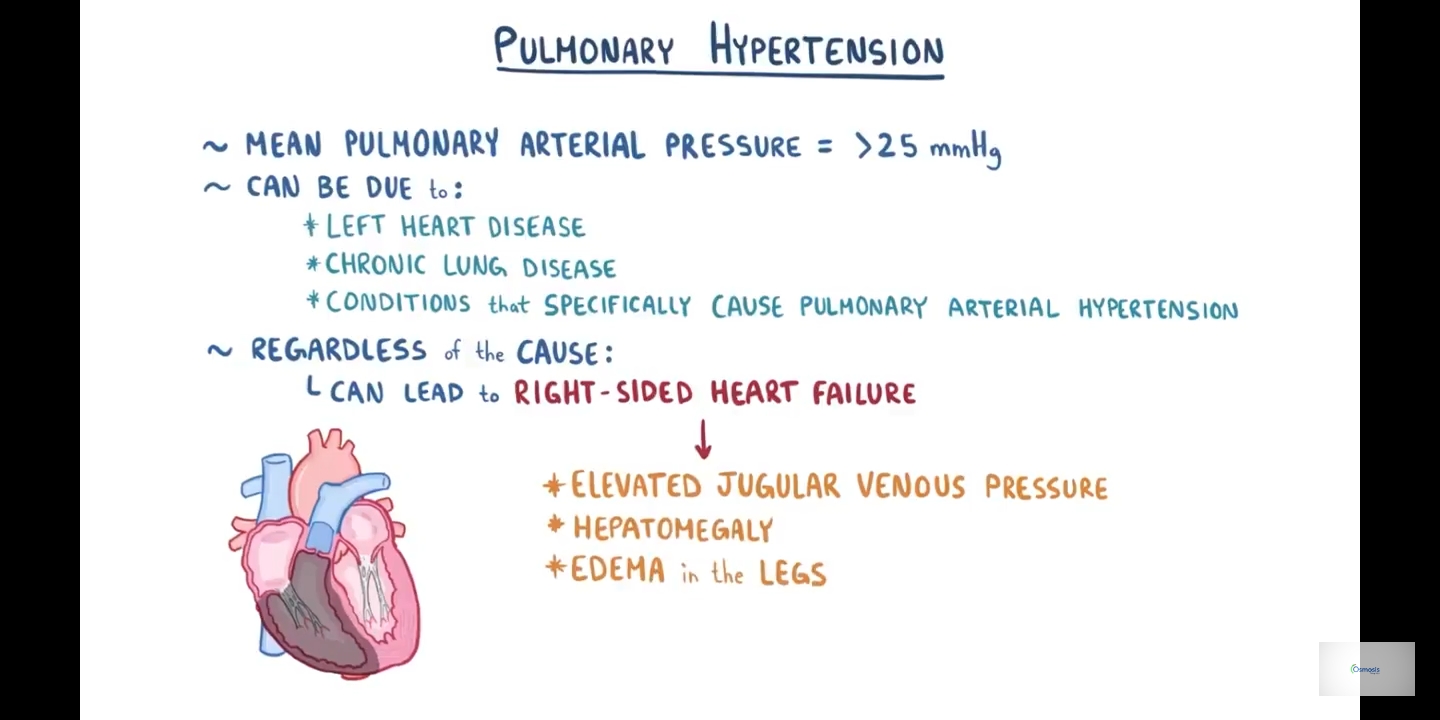 PULMONARY HYPERTENSION
~ MEAN PULMONARY ARTERIAL PRESSURE = >25 mmHg
~ CAN BE DUE to:
* LEFT HEART DISEASE
* CHRONIC LUNG DISEASE
* CONDITIONS that SPECIFICALLY CAUSE PULMONARY ARTERIAL HYPERTENSION
~ REGARDLESS of the CAUSE:
└ CAN LEAD to RIGHT-SIDED HEART FAILURE
↓
* ELEVATED JUGULAR VENOUS PRESSURE
* HEPATOMEGALY
* EDEMA in the LEGS
Osmosis